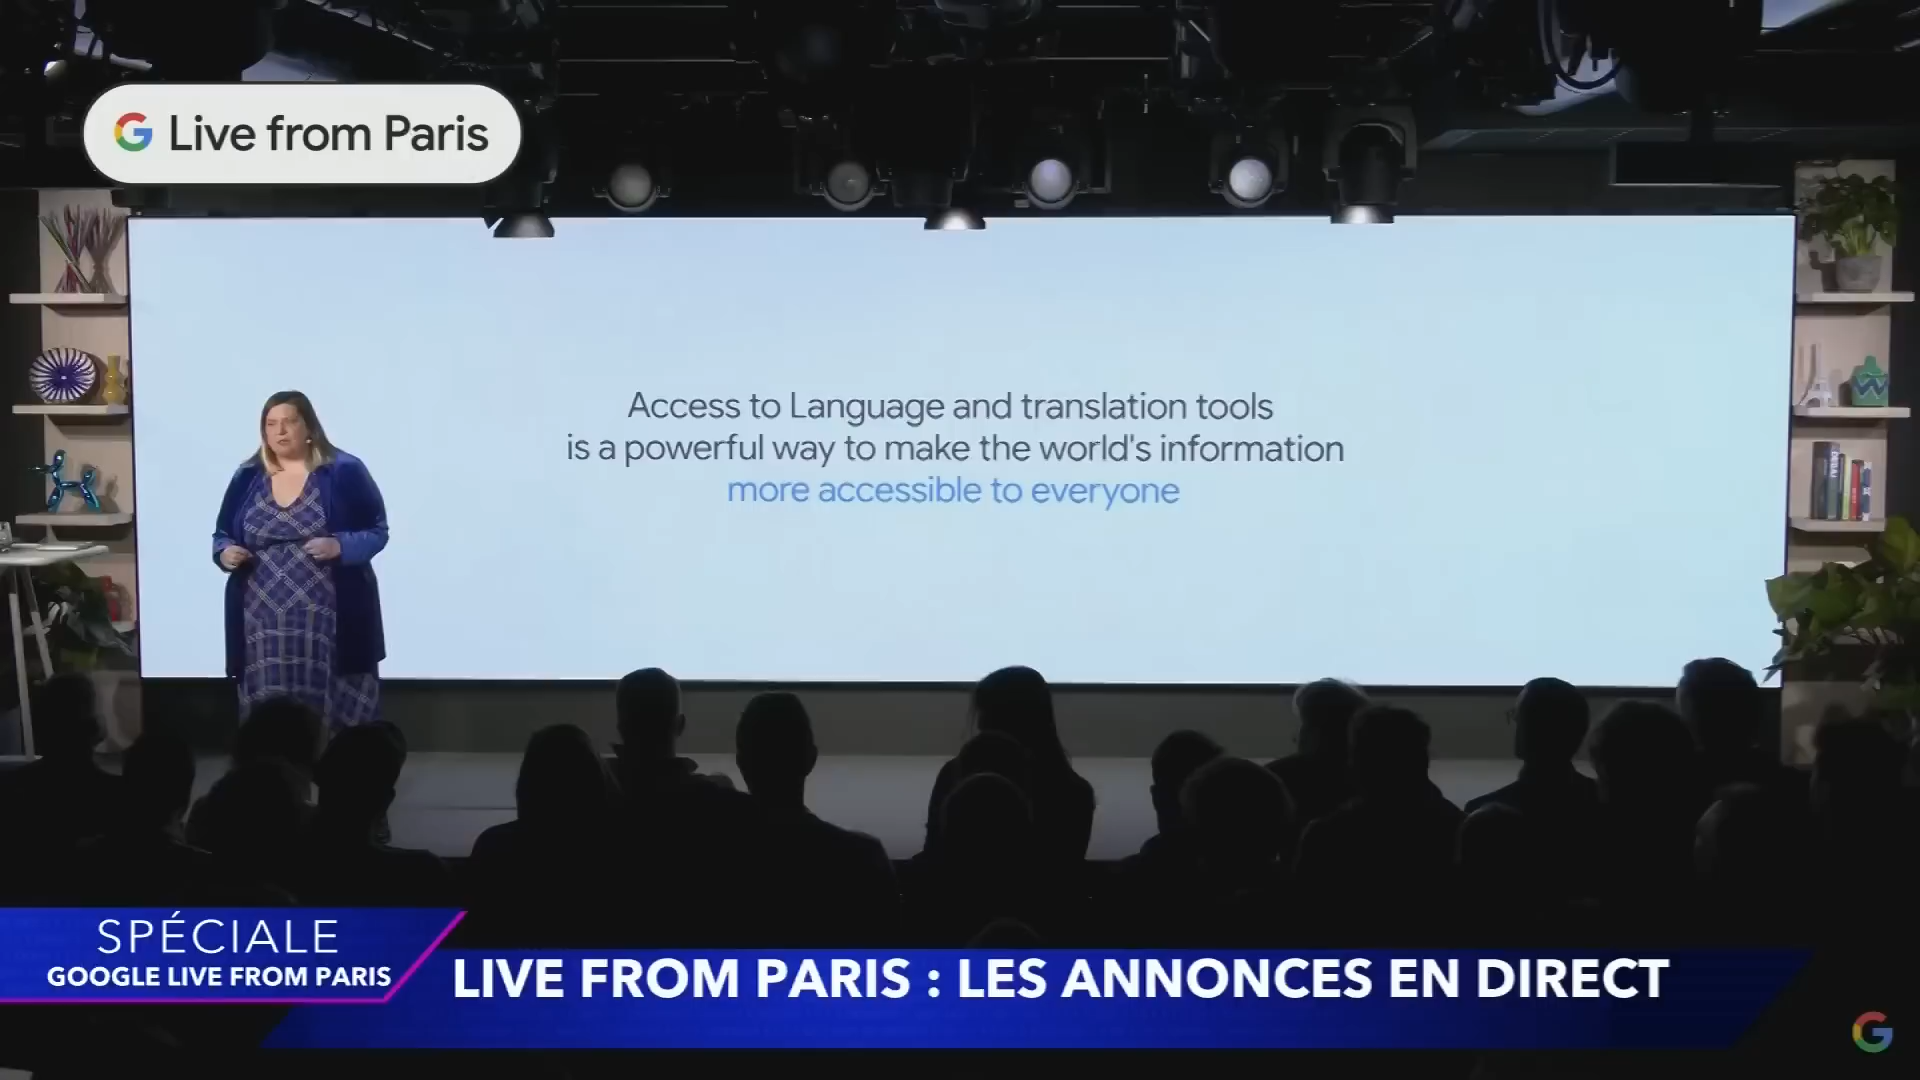 Live from Paris
Access to Language and translation tools
is a powerful way to make the world's information
more accessible to everyone
SPÉCIALE
GOOGLE LIVE FROM PARIS
LIVE FROM PARIS : LES ANNONCES EN DIRECT